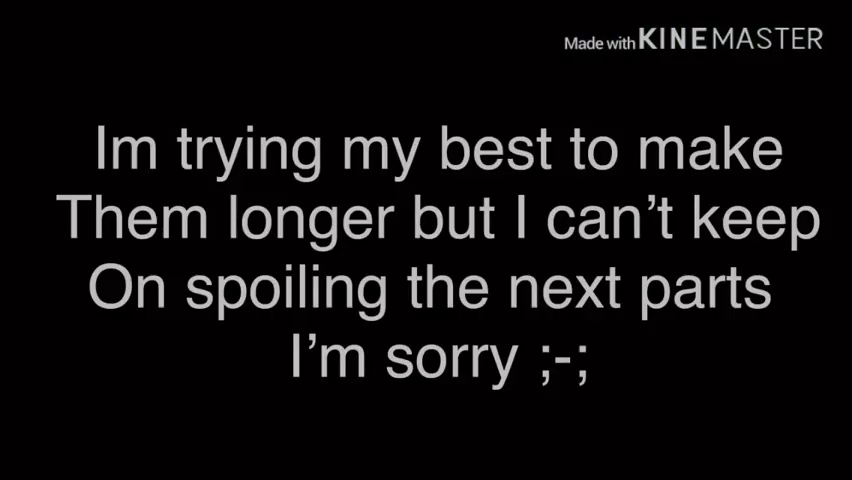 Made with KINEMASTER
Im trying my best to make
Them longer but I can’t keep
On spoiling the next parts
I’m sorry ;-;